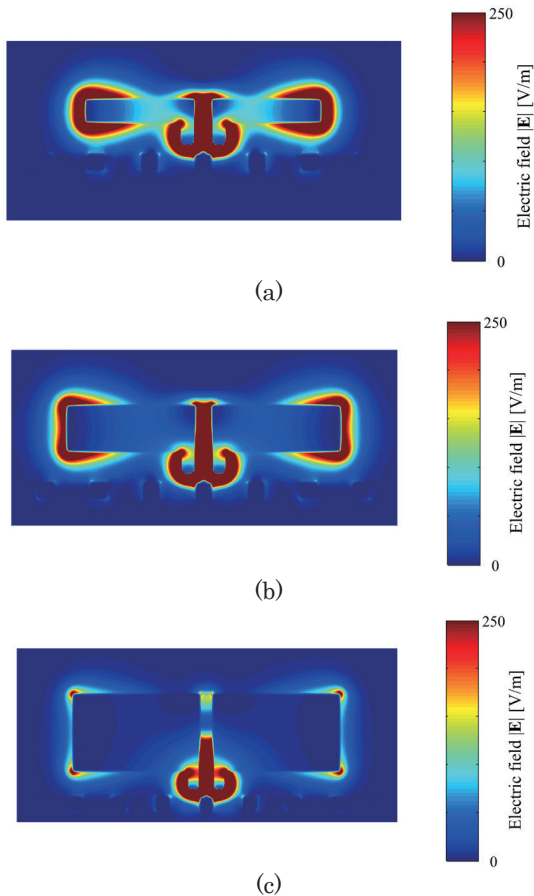 250
Electric field |E| [V/m]
0
(a)
250
Electric field |E| [V/m]
0
(b)
250
Electric field |E| [V/m]
0
(c)